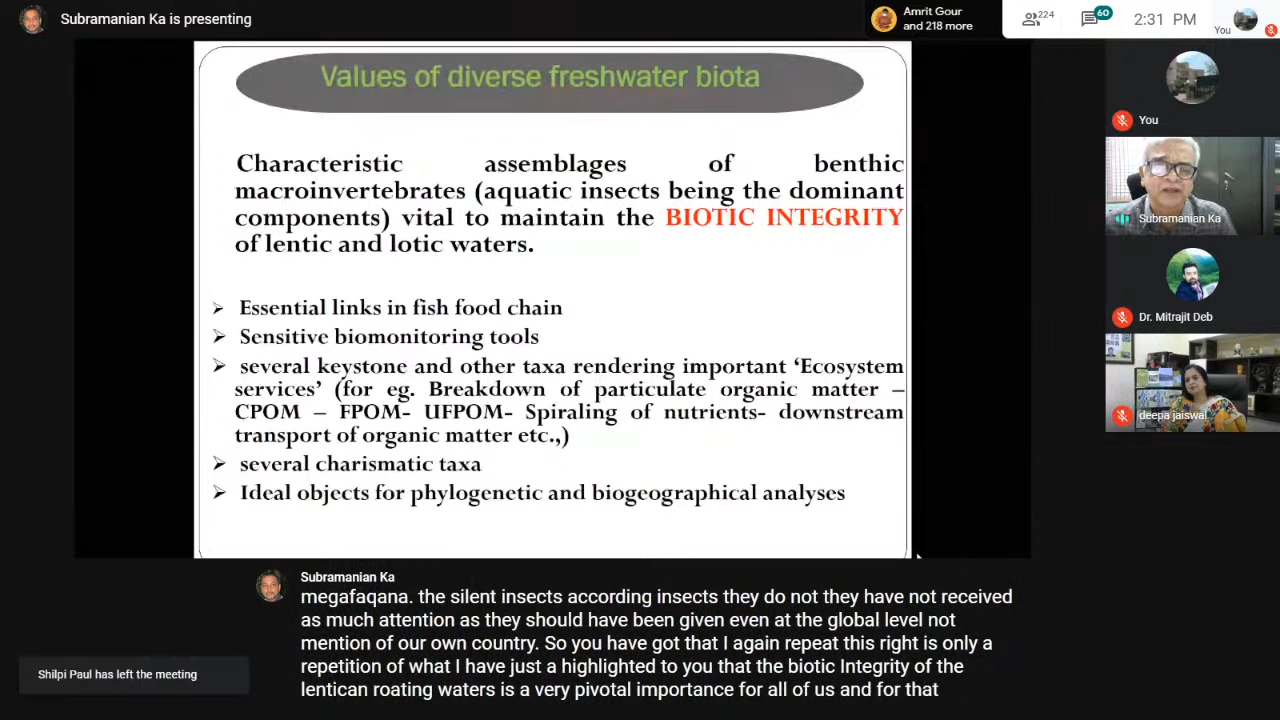 Subramanian Ka is presenting
Amrit Gour
and 218 more
224
60
2:31 PM
You
Values of diverse freshwater biota
Characteristic assemblages of benthic
macroinvertebrates (aquatic insects being the dominant
components) vital to maintain the BIOTIC INTEGRITY
of lentic and lotic waters.
Essential links in fish food chain
Sensitive biomonitoring tools
several keystone and other taxa rendering important ‘Ecosystem
services’ (for eg. Breakdown of particulate organic matter –
CPOM – FPOM- UFPOM- Spiraling of nutrients- downstream
transport of organic matter etc.,)
several charismatic taxa
Ideal objects for phylogenetic and biogeographical analyses
You
Subramanian Ka
Dr. Mitrajit Deb
deepa jaiswal
Subramanian Ka
megafaqana. the silent insects according insects they do not they have not received
as much attention as they should have been given even at the global level not
mention of our own country. So you have got that I again repeat this right is only a
repetition of what I have just a highlighted to you that the biotic Integrity of the
lentican roating waters is a very pivotal importance for all of us and for that
Shilpi Paul has left the meeting